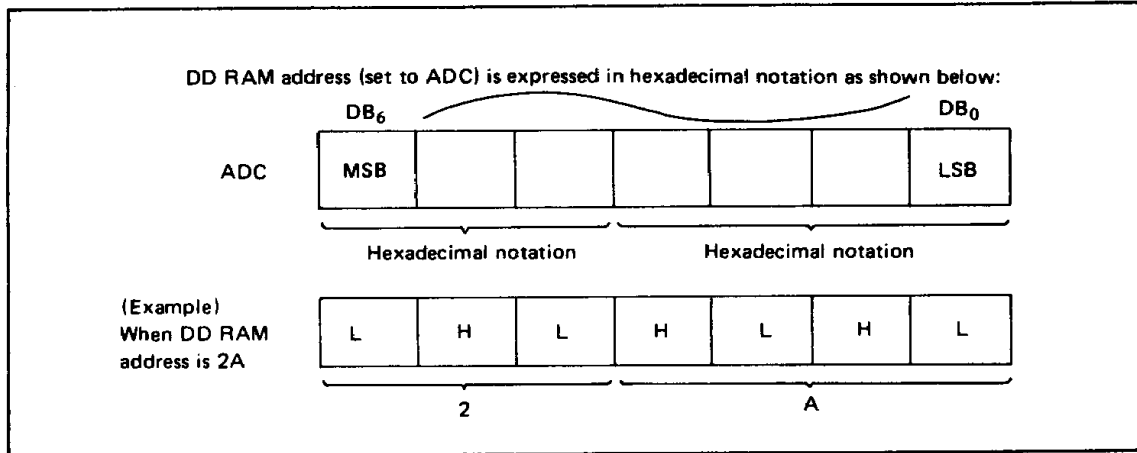 DD RAM address (set to ADC) is expressed in hexadecimal notation as shown below:
DB6 DB0
ADC MSB LSB
Hexadecimal notation Hexadecimal notation
(Example)
When DD RAM
address is 2A
L H L H L H L
2 A